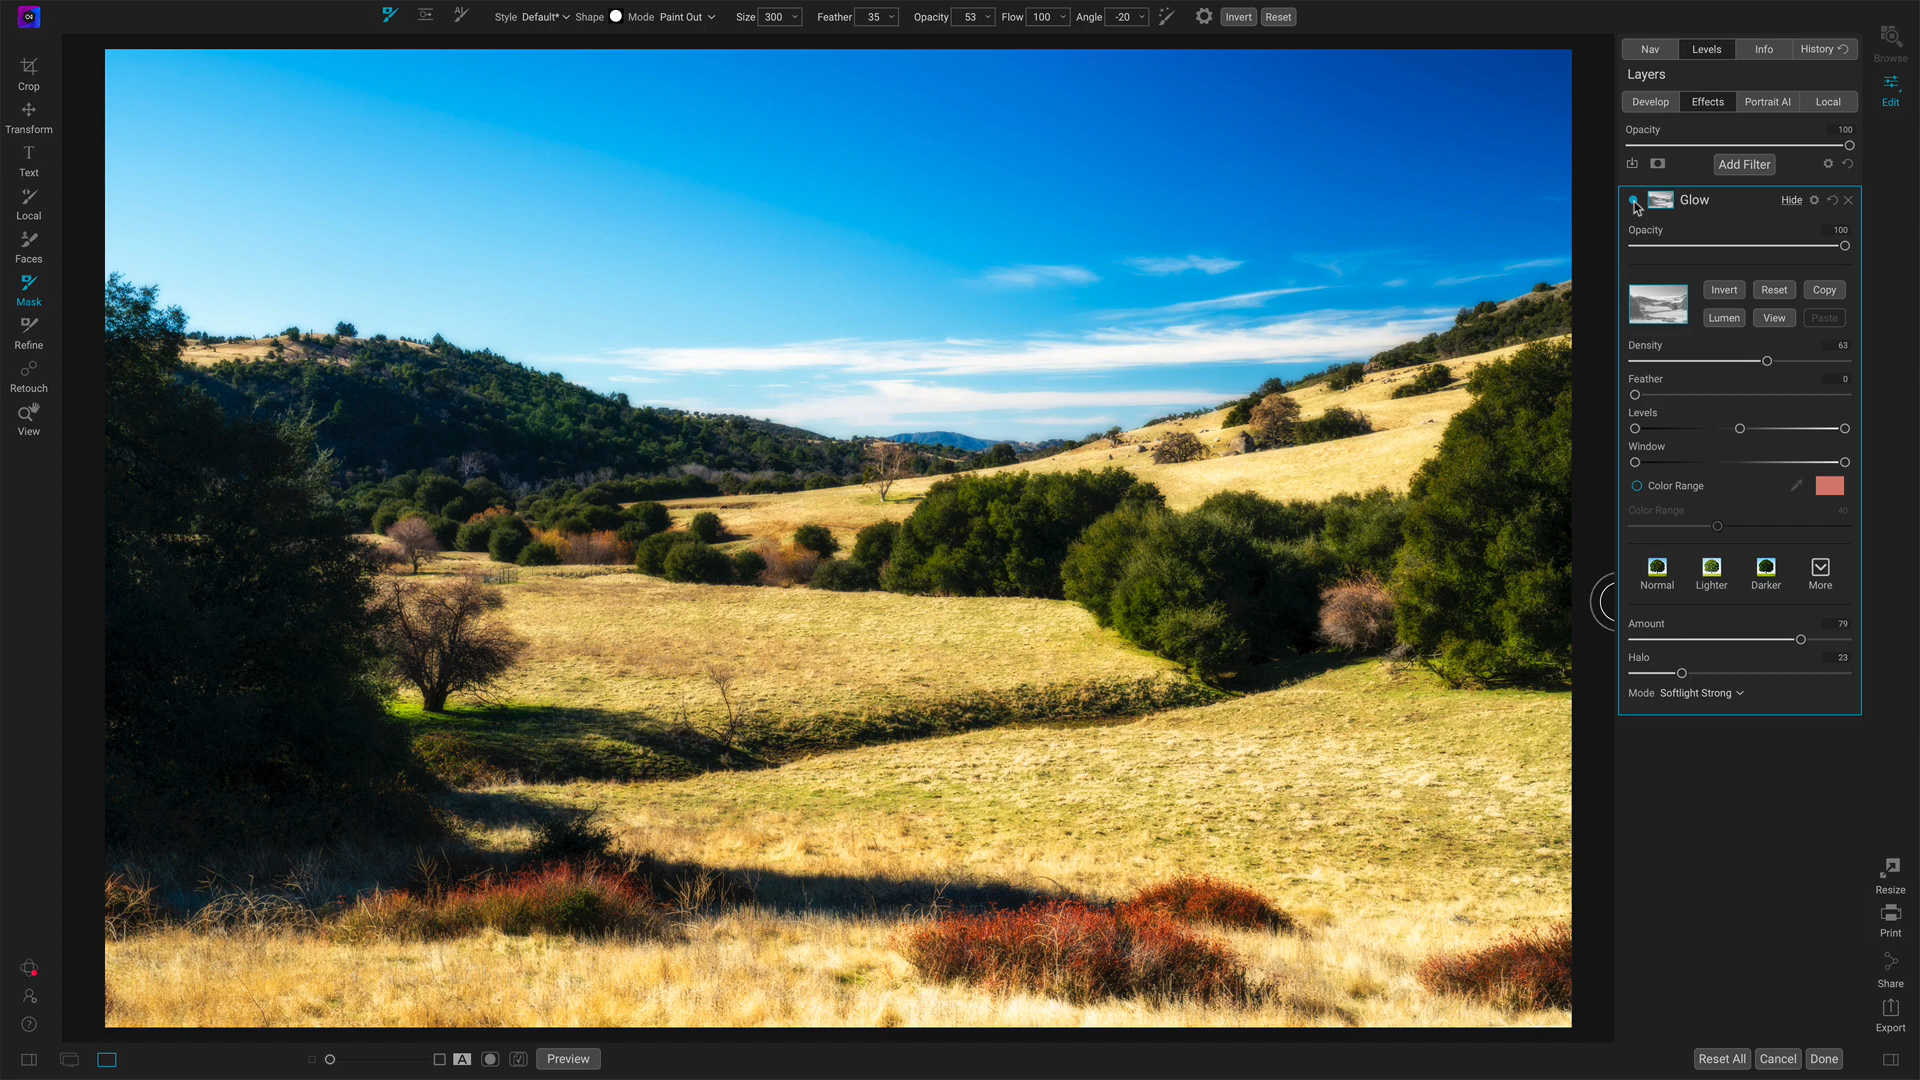 Style Default* Shape Mode Paint Out Size 300 Feather 35 Opacity 53 Flow 100 Angle -20 Invert Reset
Crop
Transform
Text
Local
Faces
Mask
Refine
Retouch
View
Nav Levels Info History
Layers
Develop Effects Portrait AI Local
Opacity 100
Add Filter
Glow Hide
Opacity 100
Invert Reset Copy
Lumen View Paste
Density 63
Feather 0
Levels
Window
Color Range
Color Range 40
Normal Lighter Darker More
Amount 79
Halo 23
Mode Softlight Strong
Browse
Edit
Resize
Print
Share
Export
A Preview
Reset All Cancel Done